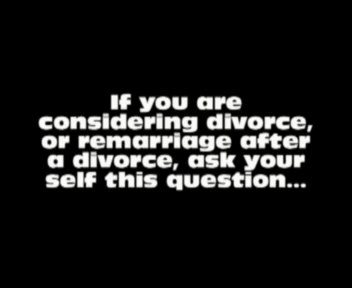 If you are
considering divorce,
or remarriage after
a divorce, ask your
self this question...